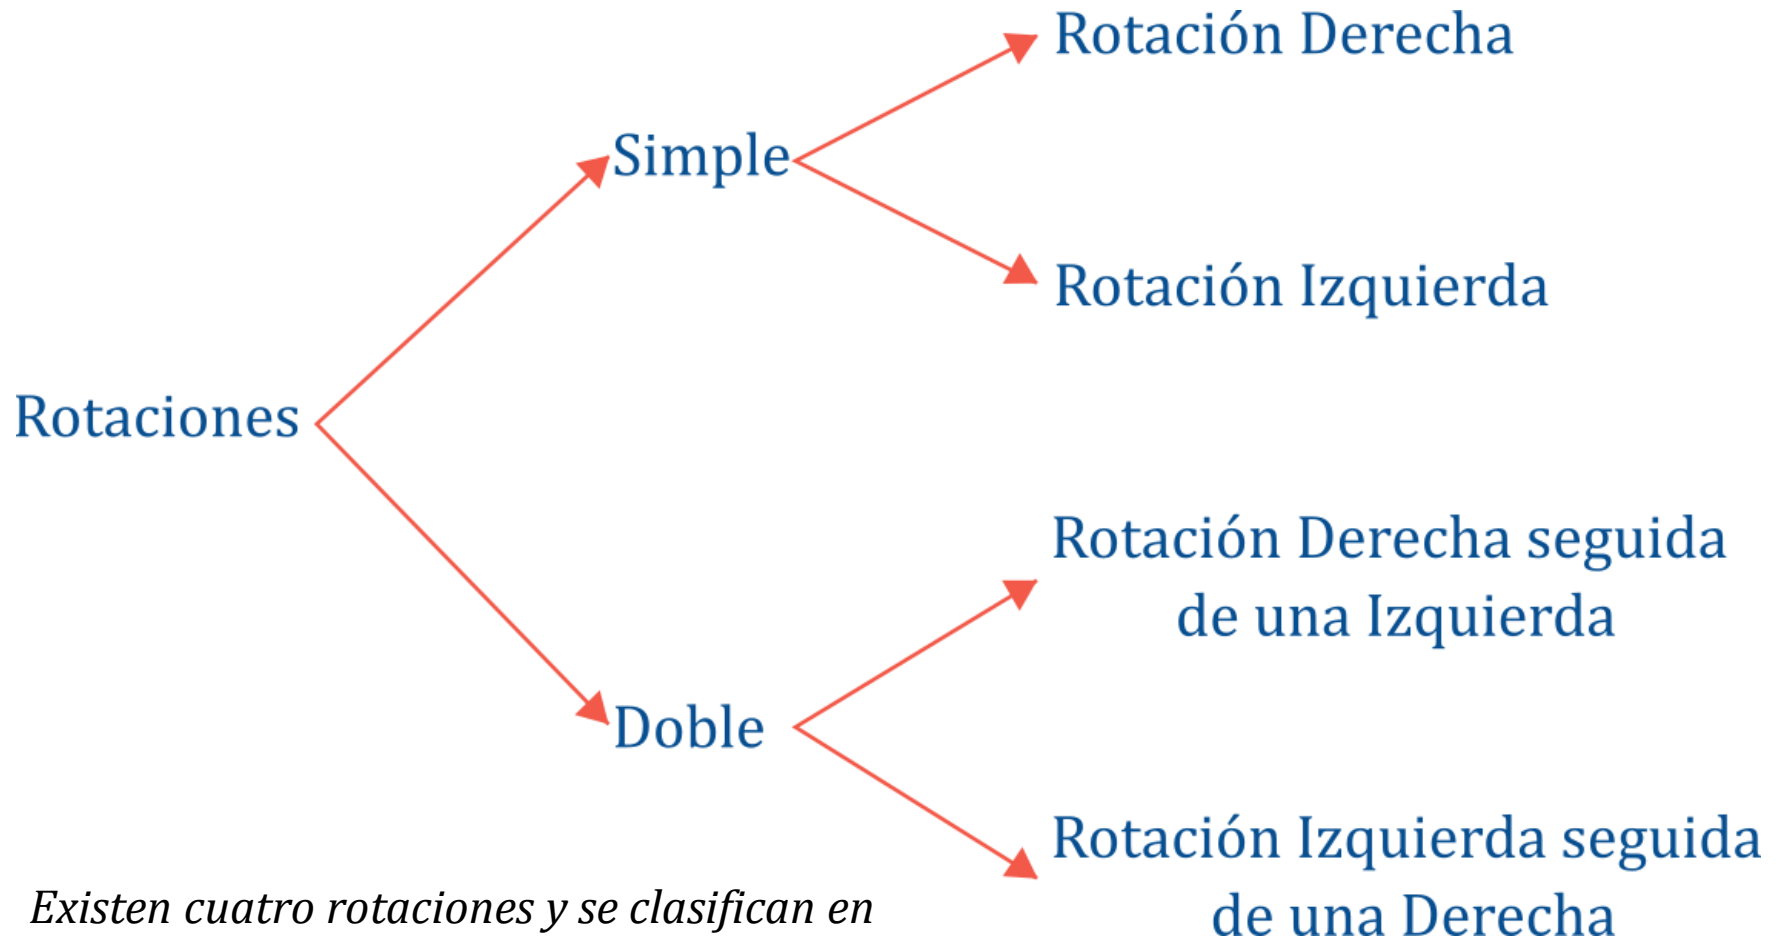 Rotación Derecha
Simple
Rotación Izquierda
Rotaciones
Rotación Derecha seguida
de una Izquierda
Doble
Rotación Izquierda seguida
de una Derecha
Existen cuatro rotaciones y se clasifican en